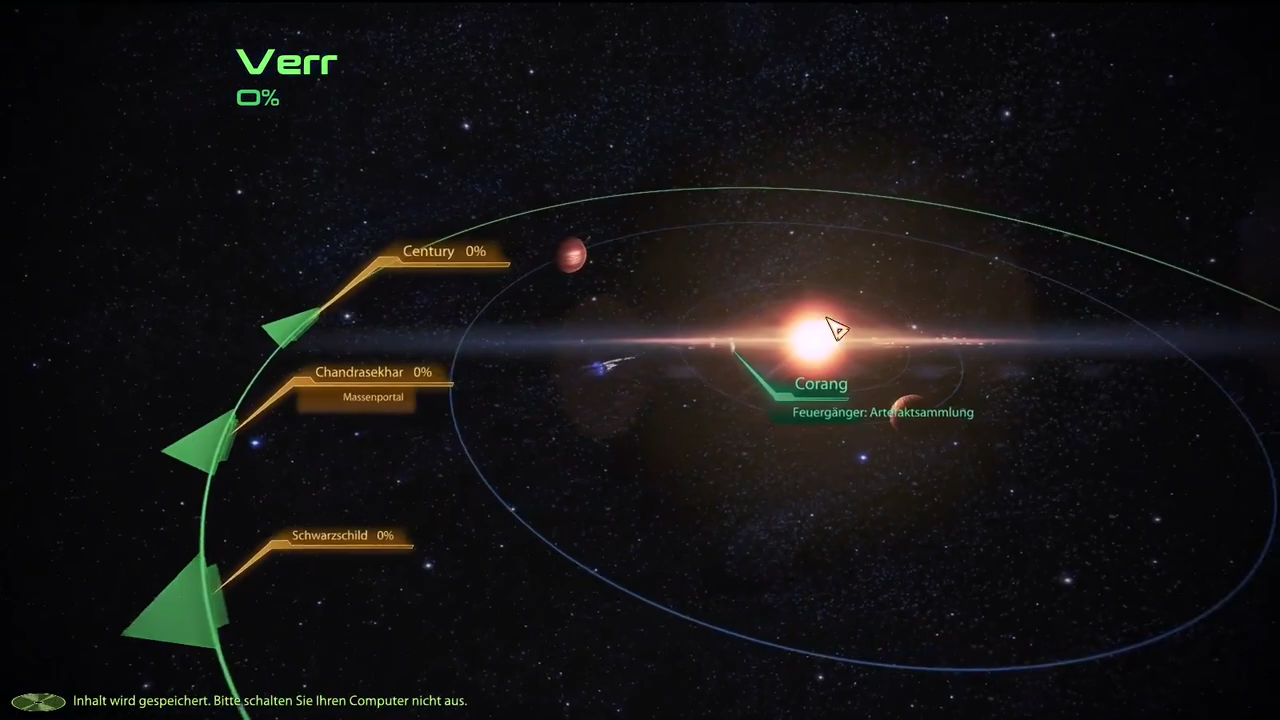 Verr
0%
Century 0%
Chandrasekhar 0%
Massenportal
Corang
Feuergänger: Artefaktsammlung
Schwarzschild 0%
Inhalt wird gespeichert. Bitte schalten Sie Ihren Computer nicht aus.